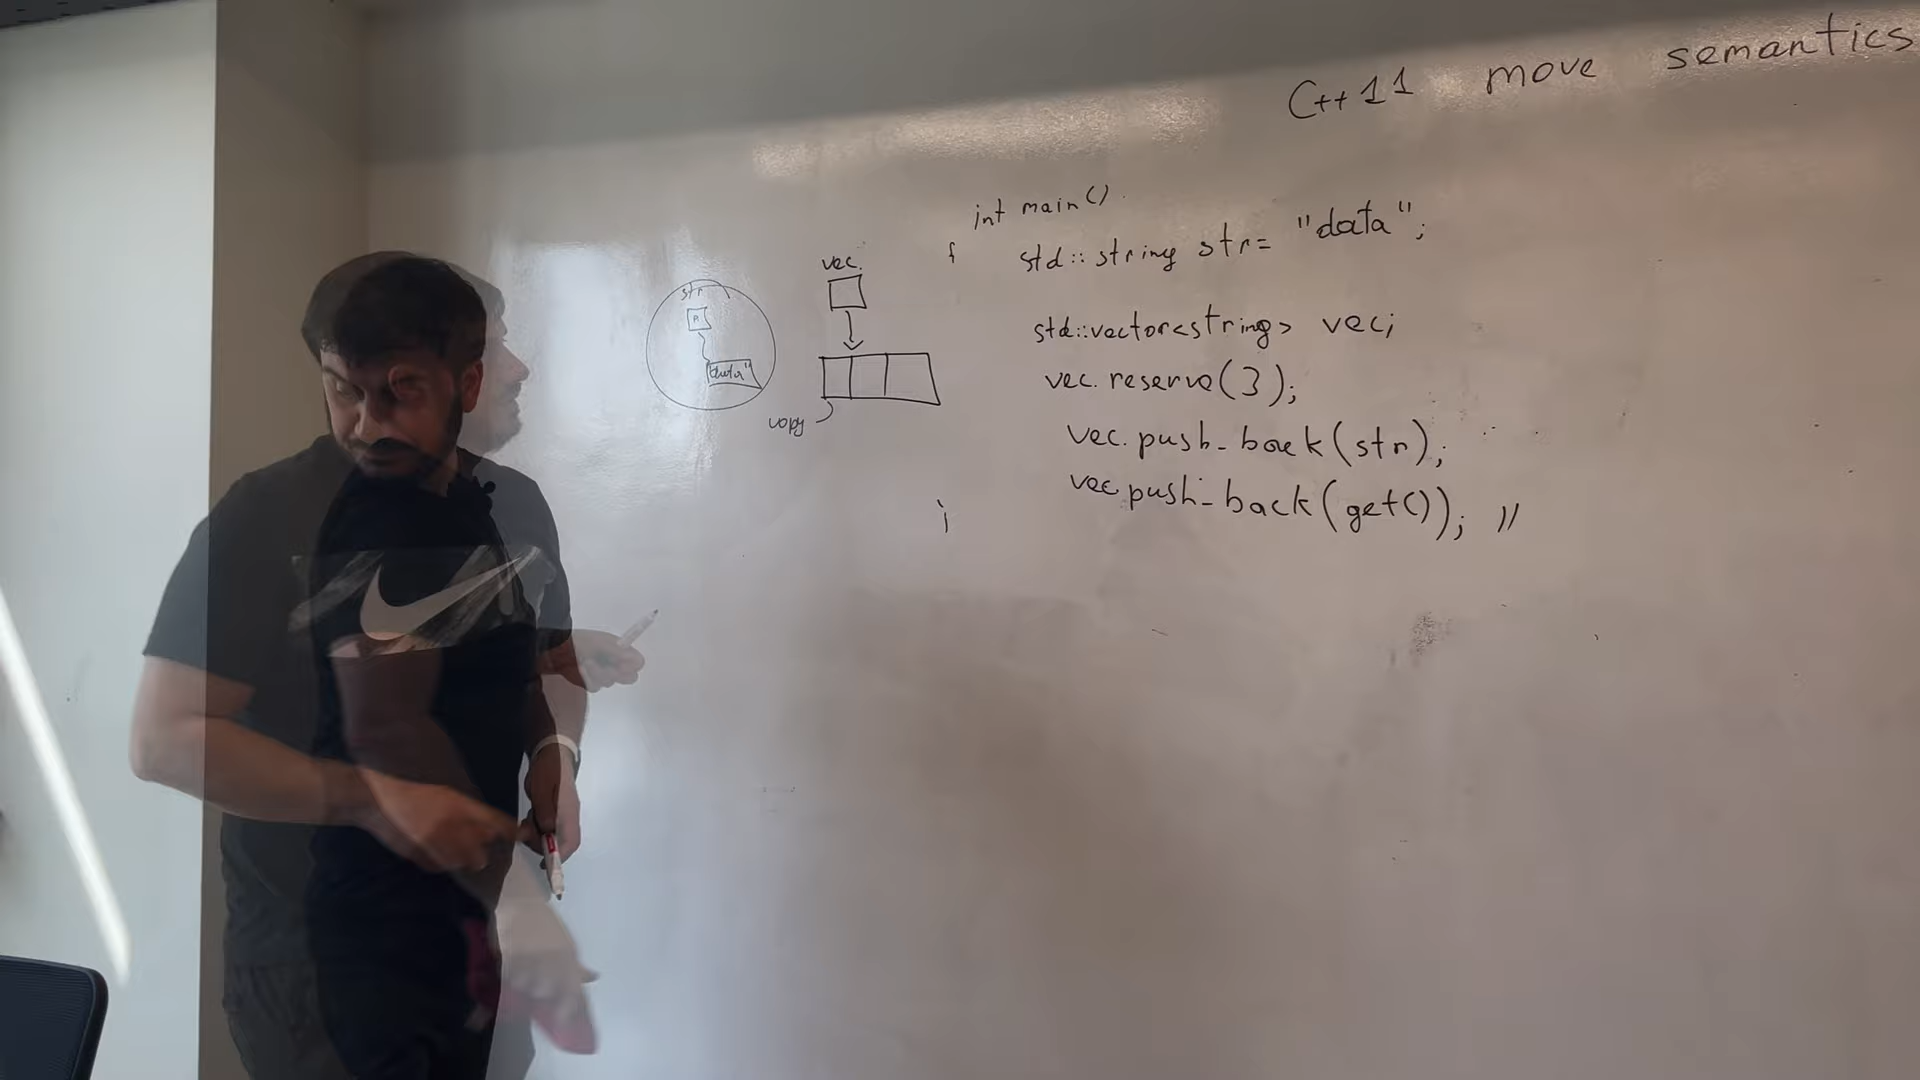 C++11 move semantics
int main()
{ std::string str = "data";
std::vector<string> vec;
vec.reserve(3);
vec.push_back(str);
vec.push_back(get()); //
}
str
"data"
vec.
copy